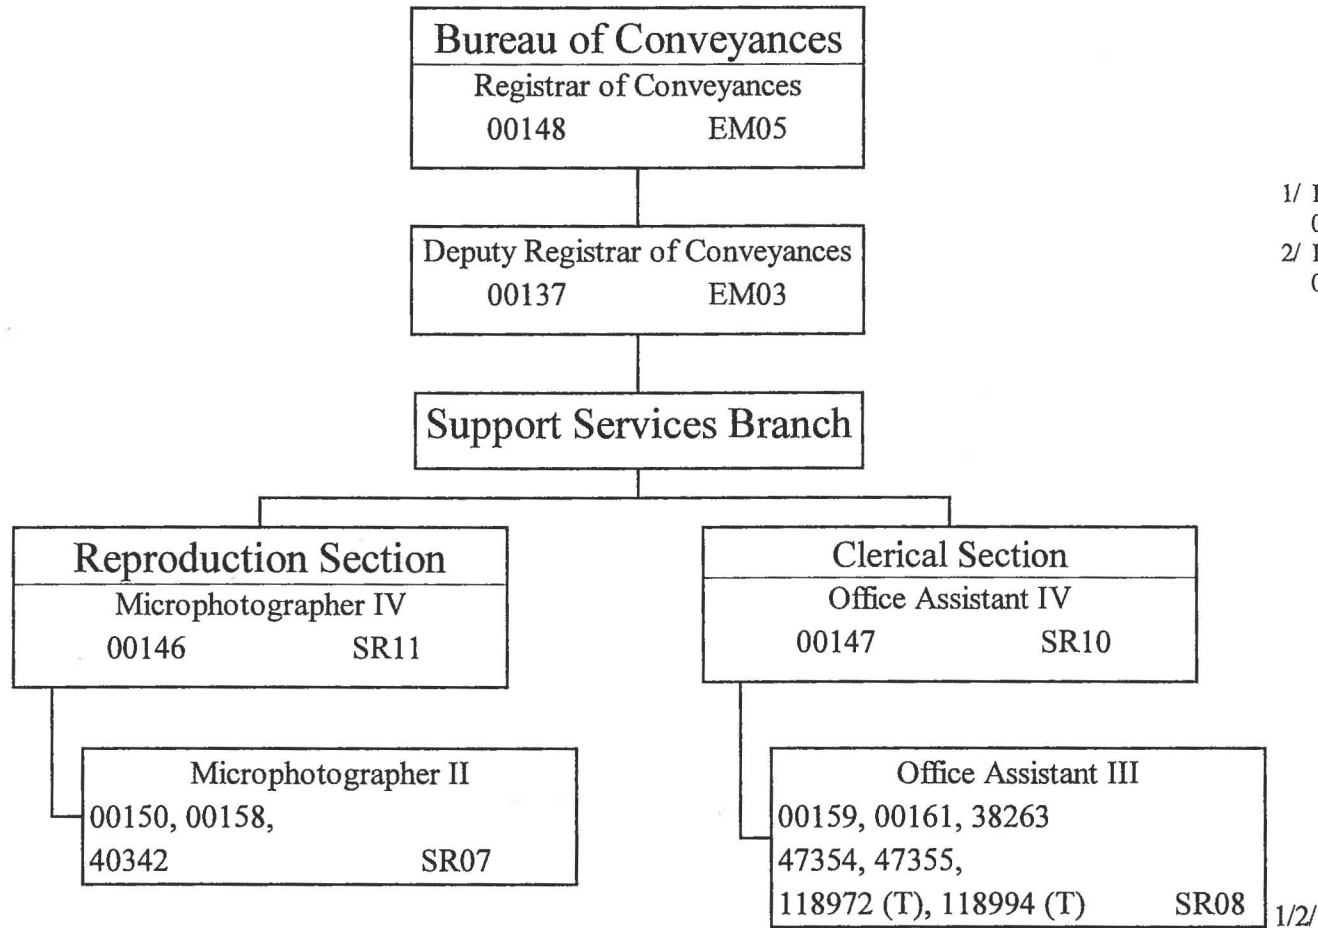 Bureau of Conveyances
Registrar of Conveyances
00148 EM05
1/
2/
Deputy Registrar of Conveyances
00137 EM03
Support Services Branch
Reproduction Section
Microphotographer IV
00146 SR11
Clerical Section
Office Assistant IV
00147 SR10
Microphotographer II
00150, 00158,
40342 SR07
Office Assistant III
00159, 00161, 38263
47354, 47355,
118972 (T), 118994 (T) SR08 1/2/